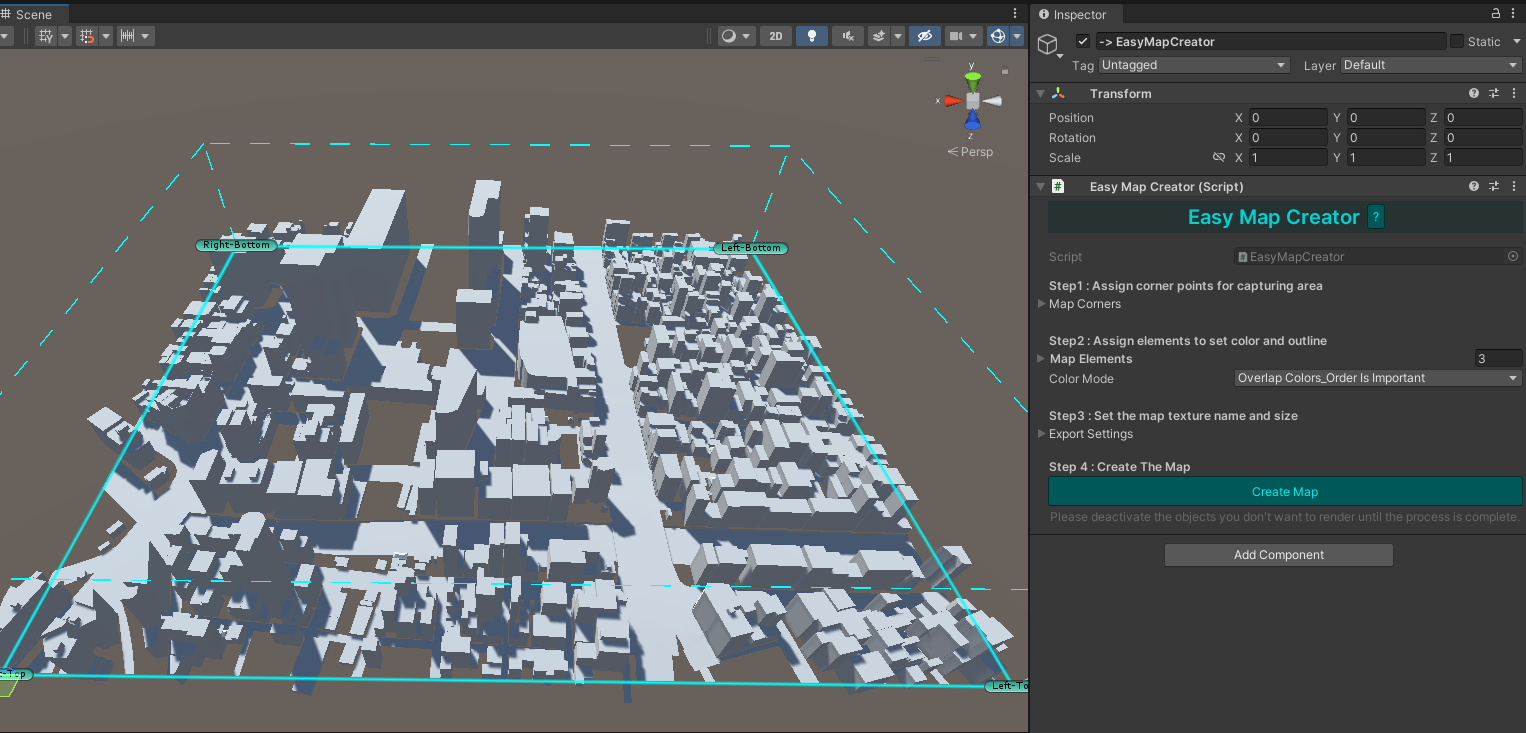 Scene
2D
y
x
z
Persp
Right-Bottom
Left-Bottom
Inspector
-> EasyMapCreator
Static
Tag
Untagged
Layer
Default
Transform
Position
X 0 Y 0 Z 0
Rotation
X 0 Y 0 Z 0
Scale
X 1 Y 1 Z 1
#
Easy Map Creator (Script)
Easy Map Creator ?
Script
EasyMapCreator
Step1 : Assign corner points for capturing area
Map Corners
Step2 : Assign elements to set color and outline
Map Elements
3
Color Mode
Overlap Colors_Order Is Important
Step3 : Set the map texture name and size
Export Settings
Step 4 : Create The Map
Create Map
Please deactivate the objects you don't want to render until the process is complete.
Add Component